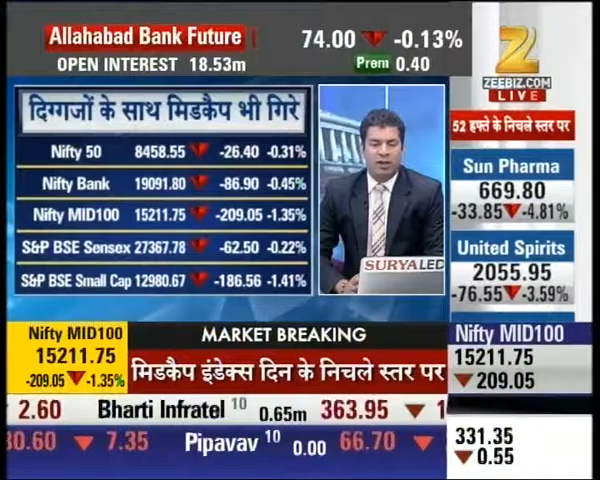 Allahabad Bank Future
74.00 -0.13%
OPEN INTEREST 18.53m
Prem 0.40
Z
ZEEBIZ.COM
LIVE
दिग्गजों के साथ मिडकैप भी गिरे
Nifty 50 8458.55 -26.40 -0.31%
Nifty Bank 19091.80 -86.90 -0.45%
Nifty MID100 15211.75 -209.05 -1.35%
S&P BSE Sensex 27367.78 -62.50 -0.22%
S&P BSE Small Cap 12980.67 -186.56 -1.41%
SURYALED
52 हफ्ते के निचले स्तर पर
Sun Pharma
669.80
-33.85 -4.81%
United Spirits
2055.95
-76.55 -3.59%
Nifty MID100
15211.75
-209.05 -1.35%
MARKET BREAKING
मिडकैप इंडेक्स दिन के निचले स्तर पर
Nifty MID100
15211.75
209.05
2.60 Bharti Infratel 10 0.65m 363.95 1
30.60 7.35 Pipavav 10 0.00 66.70
331.35
0.55